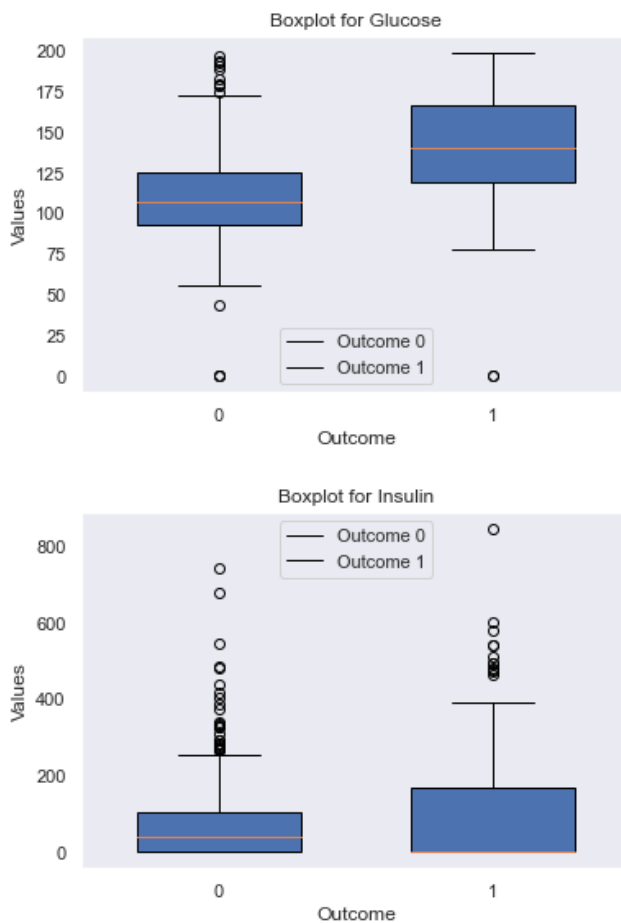 Boxplot for Glucose
200
175
150
125
100
75
50
25
0
Values
Outcome 0
Outcome 1
0 1
Outcome
Boxplot for Insulin
800
600
400
200
0
Values
Outcome 0
Outcome 1
0 1
Outcome